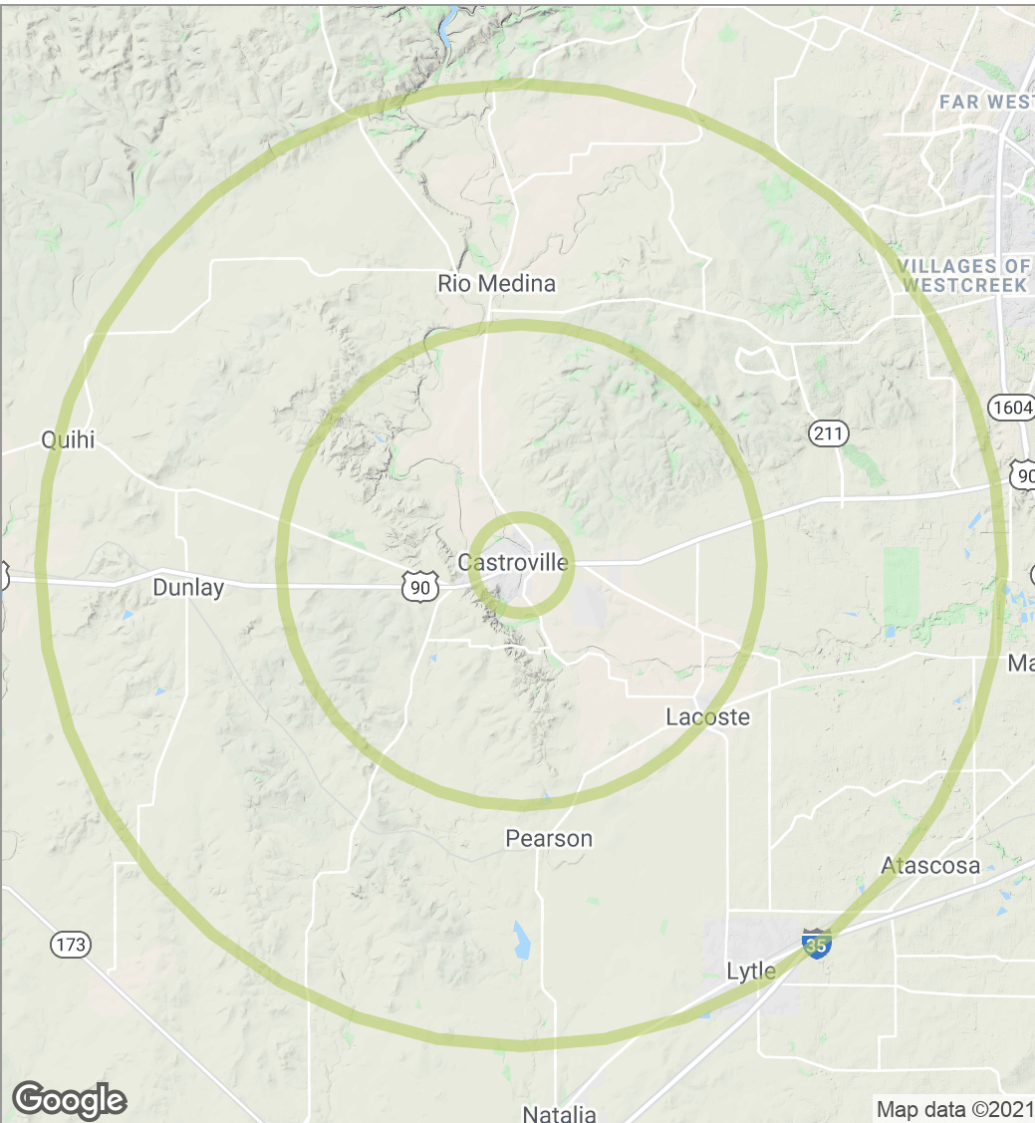 FAR WES
VILLAGES OF
WESTCREEK
Rio Medina
1604
211
Quihi
90
Castroville
90
Dunlay
Ma
Lacoste
Pearson
Atascosa
173
35
Lytle
Google
Natalia
Map data ©2021